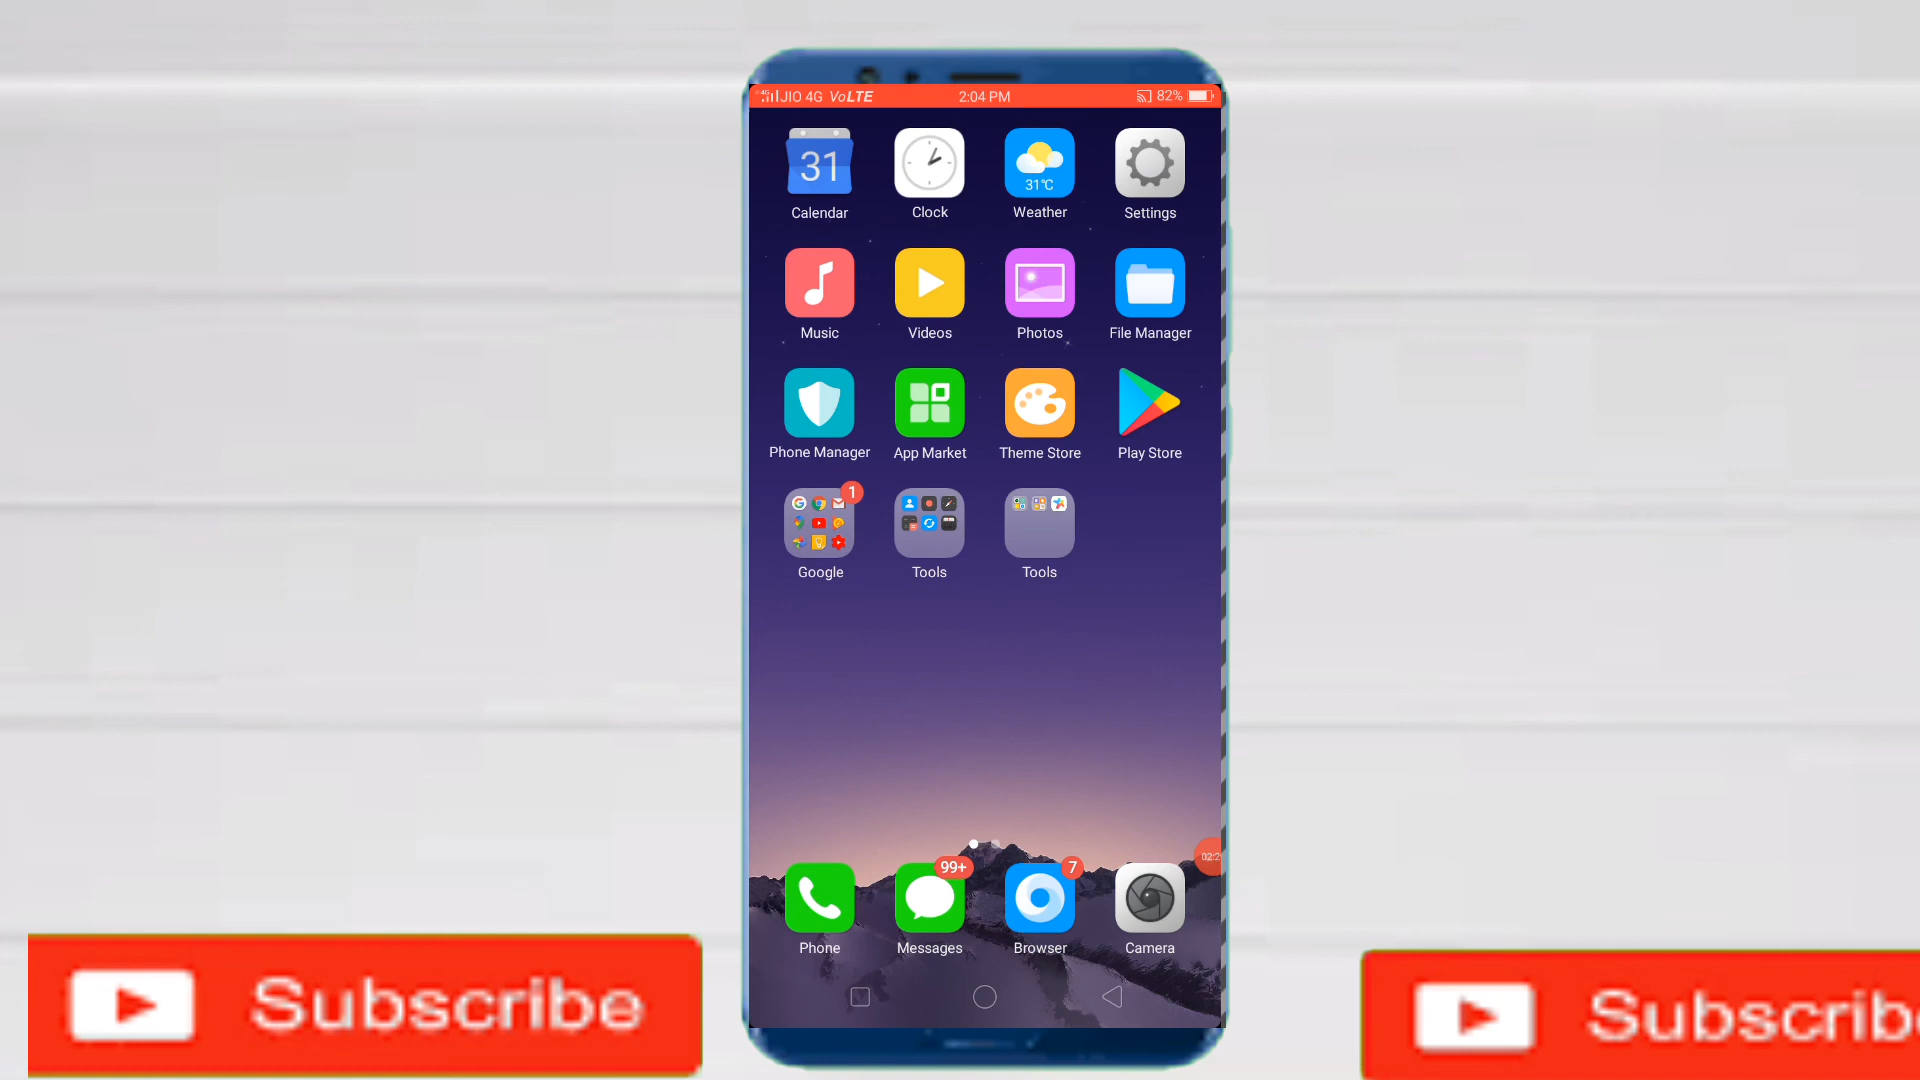 4G JIO 4G VoLTE 2:04 PM 82%
31
31°C
Calendar Clock Weather Settings
Music Videos Photos File Manager
Phone Manager App Market Theme Store Play Store
1
Google Tools Tools
99+ 7
Phone Messages Browser Camera
Subscribe
Subscrib